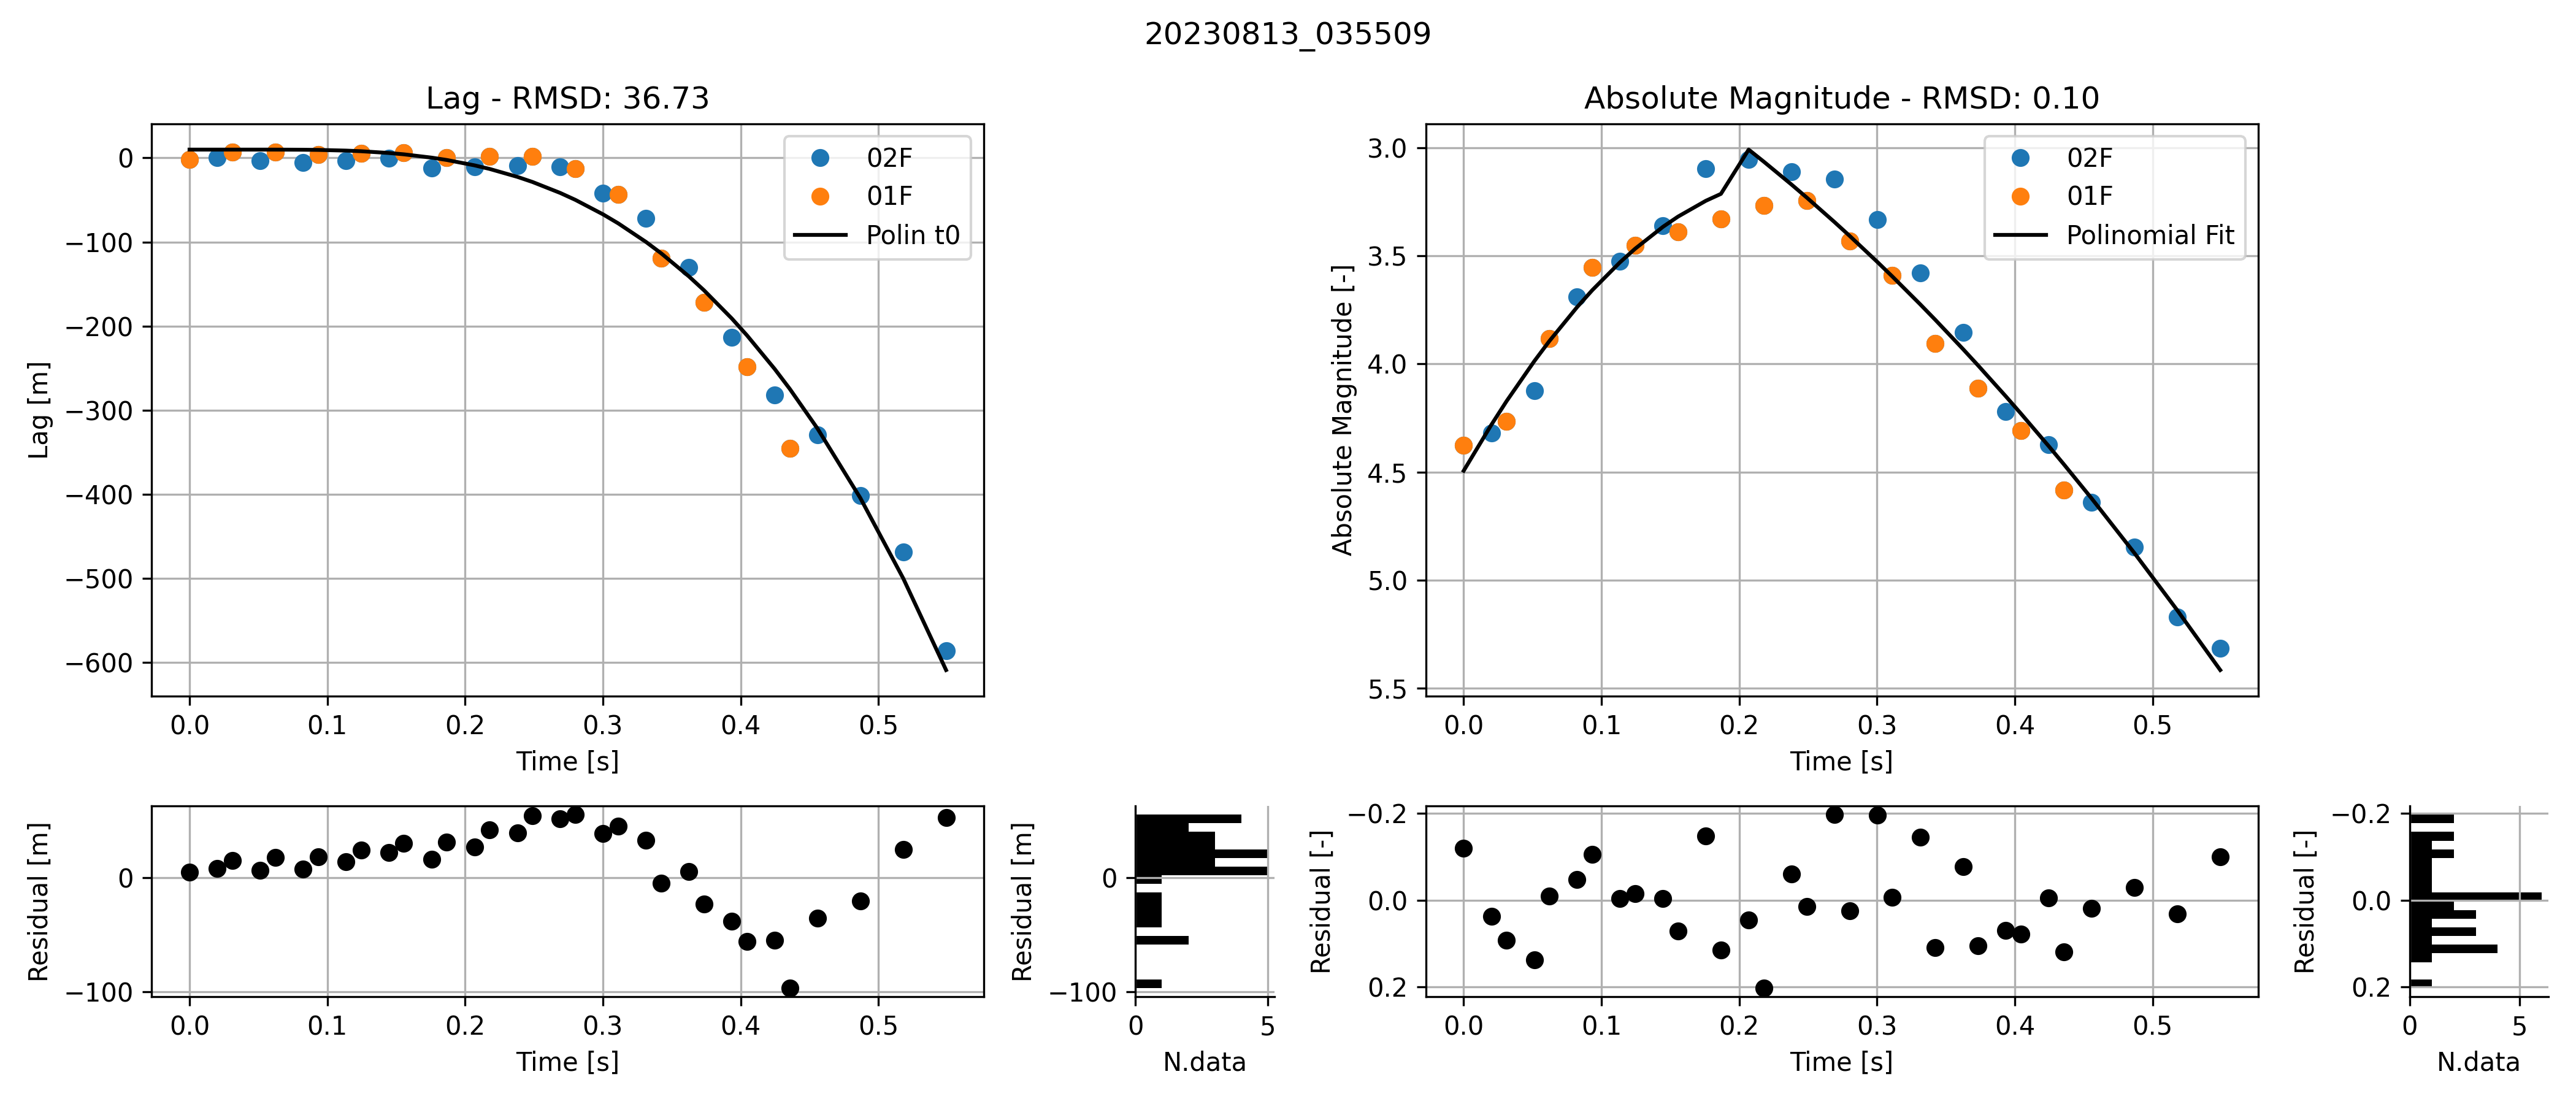 20230813_035509
Lag - RMSD: 36.73
02F
01F
Polin t0
0
−100
−200
−300
−400
−500
−600
Lag [m]
0.0 0.1 0.2 0.3 0.4 0.5
Time [s]
Absolute Magnitude - RMSD: 0.10
02F
01F
Polinomial Fit
3.0
3.5
4.0
4.5
5.0
5.5
Absolute Magnitude [-]
0.0 0.1 0.2 0.3 0.4 0.5
Time [s]
0
−100
Residual [m]
0.0 0.1 0.2 0.3 0.4 0.5
Time [s]
0
−100
Residual [m]
0 5
N.data
−0.2
0.0
0.2
Residual [-]
0.0 0.1 0.2 0.3 0.4 0.5
Time [s]
−0.2
0.0
0.2
Residual [-]
0 5
N.data